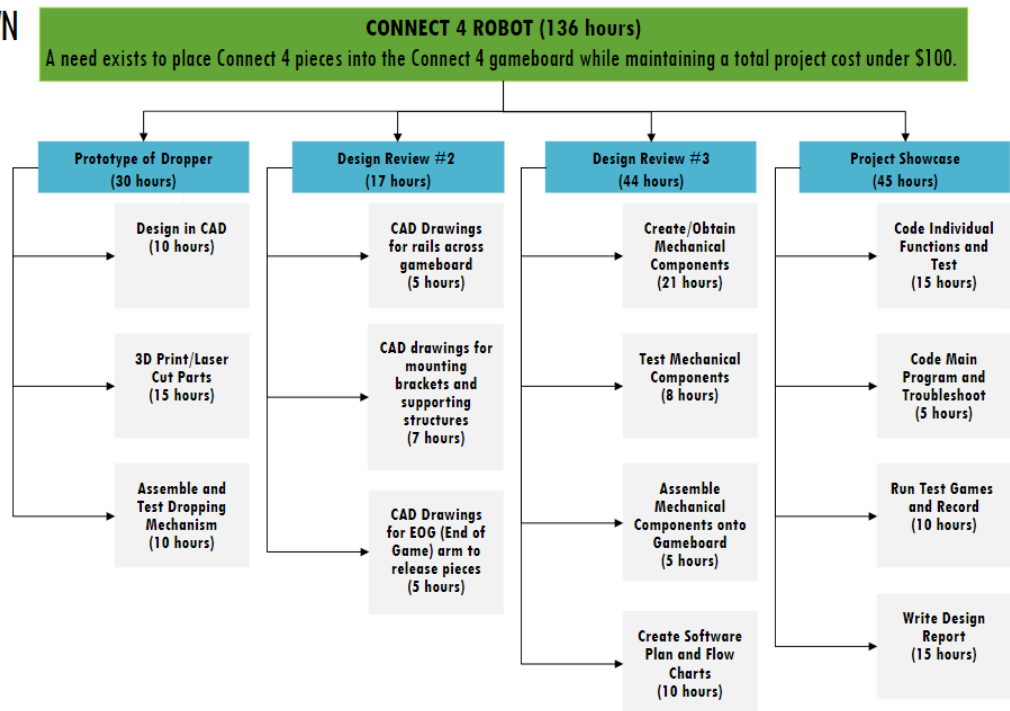 CONNECT 4 ROBOT (136 hours)
A need exists to place Connect 4 pieces into the Connect 4 gameboard while maintaining a total project cost under $100.
Prototype of Dropper
(30 hours)
Design in CAD
(10 hours)
3D Print/Laser
Cut Parts
(15 hours)
Assemble and
Test Dropping
Mechanism
(10 hours)
Design Review #2
(17 hours)
CAD Drawings
for rails across
gameboard
(5 hours)
CAD drawings for
mounting
brackets and
supporting
structures
(7 hours)
CAD Drawings
for EOG (End of
Game) arm to
release pieces
(5 hours)
Design Review #3
(44 hours)
Create/Obtain
Mechanical
Components
(21 hours)
Test Mechanical
Components
(8 hours)
Assemble
Mechanical
Components onto
Gameboard
(5 hours)
Create Software
Plan and Flow
Charts
(10 hours)
Project Showcase
(45 hours)
Code Individual
Functions and
Test
(15 hours)
Code Main
Program and
Troubleshoot
(5 hours)
Run Test Games
and Record
(10 hours)
Write Design
Report
(15 hours)